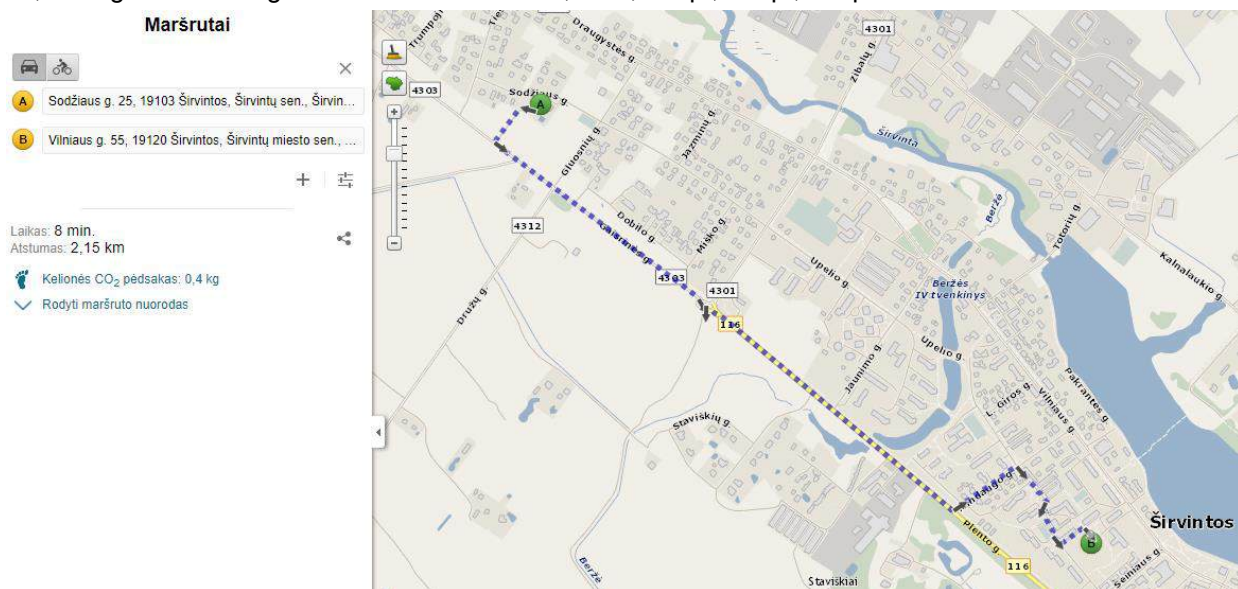 Maršrutai
A Sodžiaus g. 25, 19103 Širvintos, Širvintų sen., Širvin...
B Vilniaus g. 55, 19120 Širvintos, Širvintų miesto sen., ...
Laikas: 8 min.
Atstumas: 2,15 km
Kelionės CO2 pėdsakas: 0,4 kg
Rodyti maršruto nuorodas
Draugystės g.
4301
Zibalų g.
4303
Sodžiaus g.
A
Gluosnių g.
Jazminų g.
Širvinta
Beržė
Totorių g.
4312
Dobilo g.
Miško g.
Kalnalaukio g.
4303
4301
Upelio g.
Beržės
IV tvenkinys
Družų g.
116
Jaunimo g.
Upelio g.
Pakrantės g.
L. Giros g.
Vilniaus g.
Staviškių g.
Širvintos
Plento g.
B
116
Šeiniaus g.
Beržė
Staviškiai